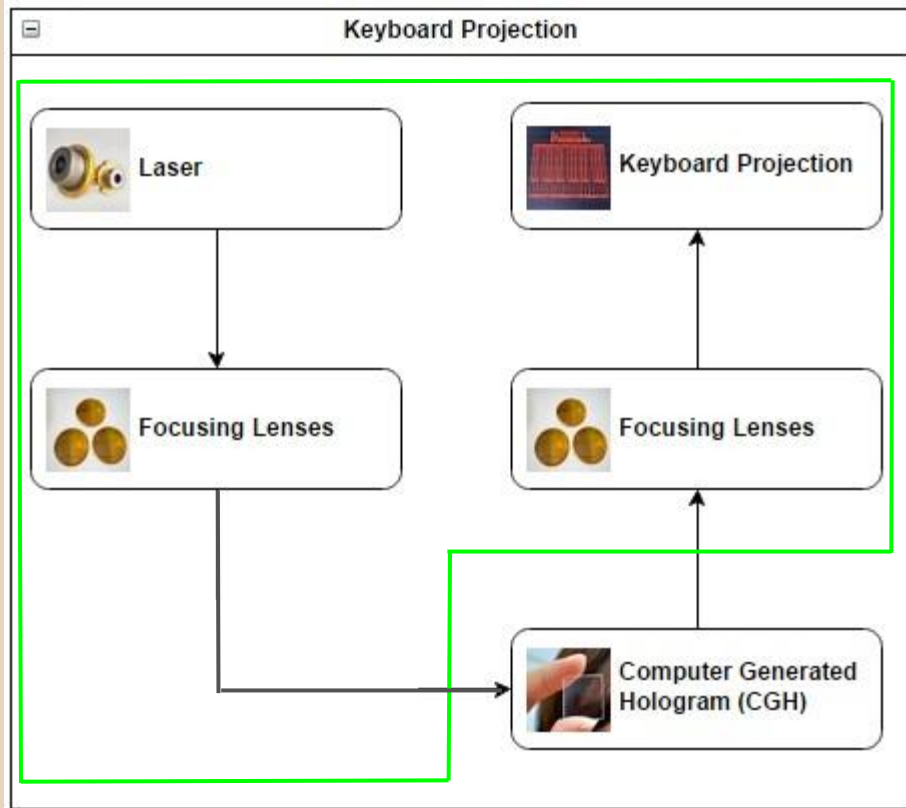 Keyboard Projection
Laser
Keyboard Projection
Focusing Lenses
Focusing Lenses
Computer Generated
Hologram (CGH)